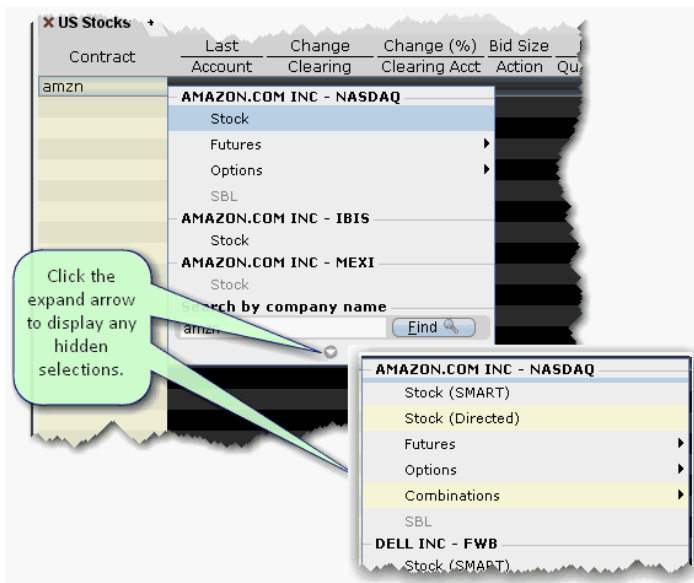 US Stocks +
Contract
Last Change Change (%) Bid Size
Account Clearing Clearing Acct Action Qu
amzn
AMAZON.COM INC - NASDAQ
Stock
Futures
Options
SBL
AMAZON.COM INC - IBIS
Stock
AMAZON.COM INC - MEXI
Stock
Search by company name
amzn Find
Click the
expand arrow
to display any
hidden
selections.
AMAZON.COM INC - NASDAQ
Stock (SMART)
Stock (Directed)
Futures
Options
Combinations
SBL
DELL INC - FWB
Stock (SMART)